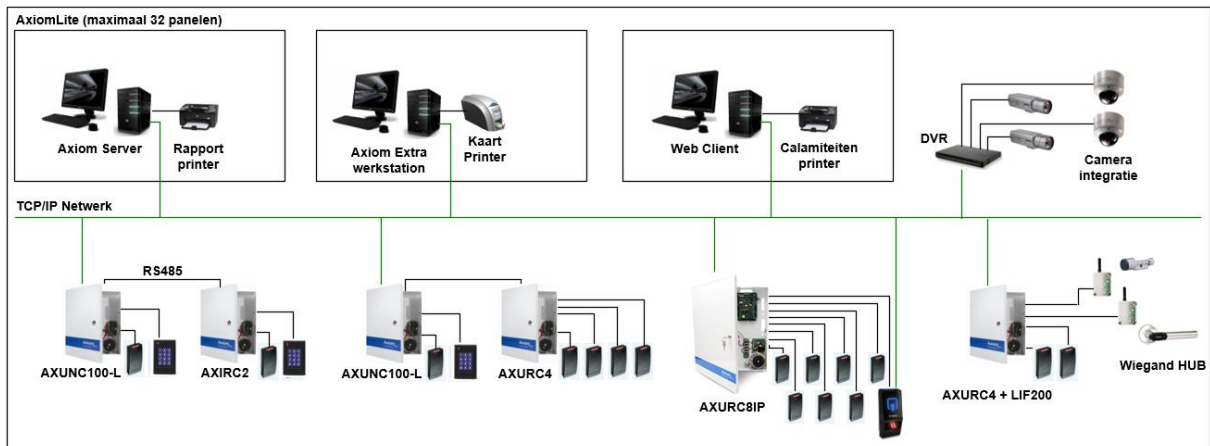 AxiomLite (maximaal 32 panelen)
Axiom Server
Rapport
printer
Axiom Extra
werkstation
Kaart
Printer
Web Client
Calamiteiten
printer
DVR
Camera
integratie
TCP/IP Netwerk
RS485
AXUNC100-L
AXIRC2
AXUNC100-L
AXURC4
AXURC8IP
AXURC4 + LIF200
Wiegand HUB